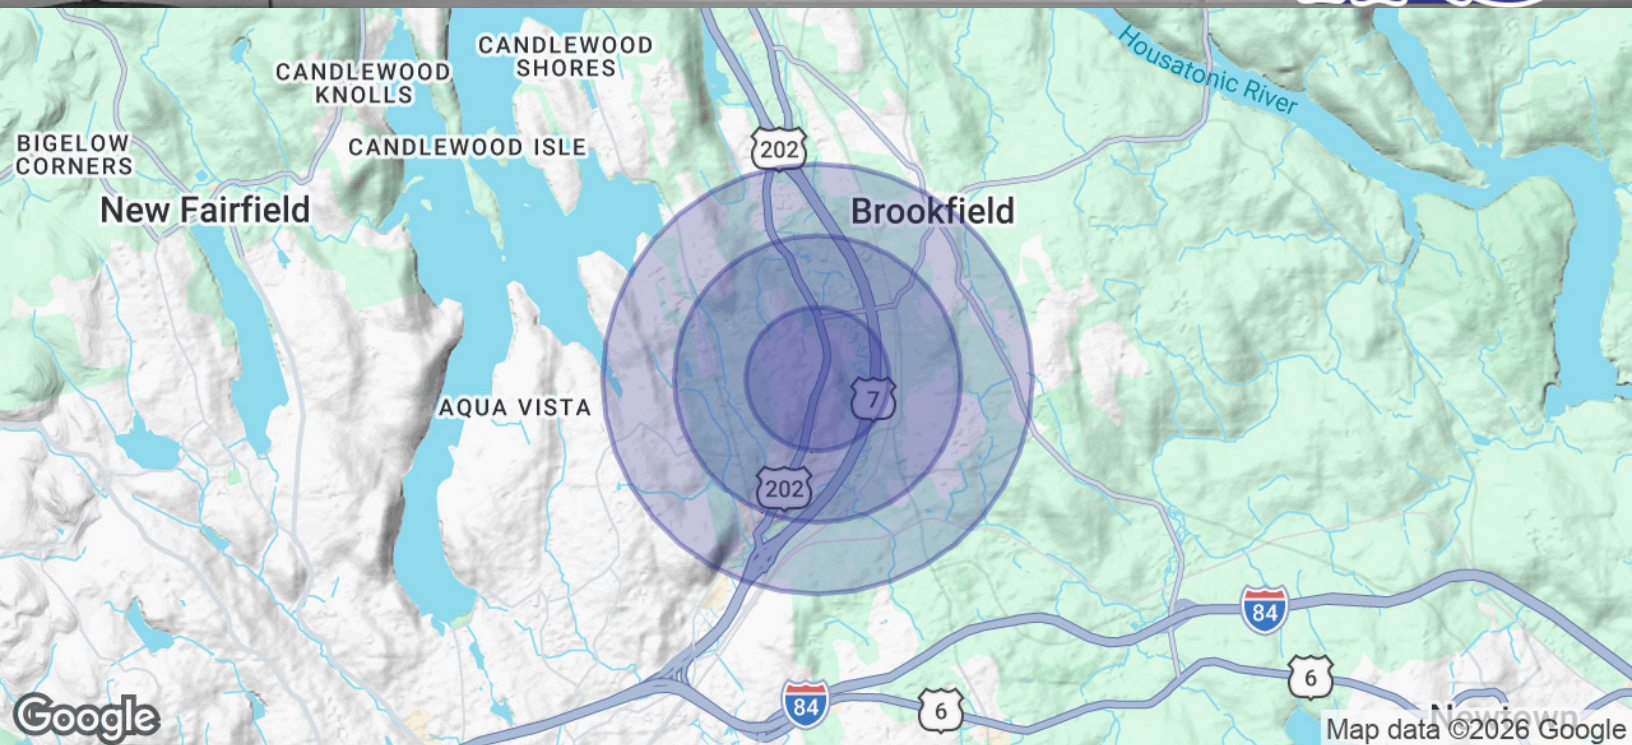 CANDLEWOOD
SHORES
CANDLEWOOD
KNOLLS
Housatonic River
BIGELOW
CORNERS
CANDLEWOOD ISLE
202
New Fairfield
Brookfield
AQUA VISTA
7
202
84
6
84
6
Newtown
Google
Map data ©2026 Google